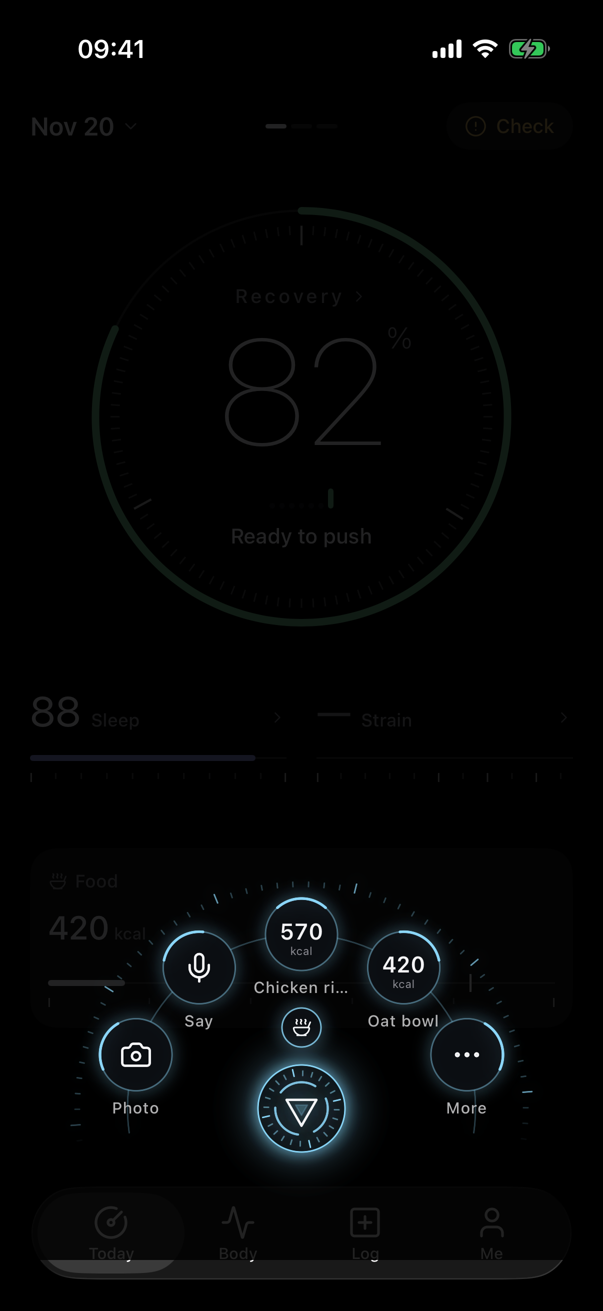 09:41
Nov 20
Check
Recovery
82%
Ready to push
88 Sleep
— Strain
Food
420 kcal
570
kcal
420
kcal
Chicken ri...
Say
Oat bowl
Photo
More
Today
Body
Log
Me